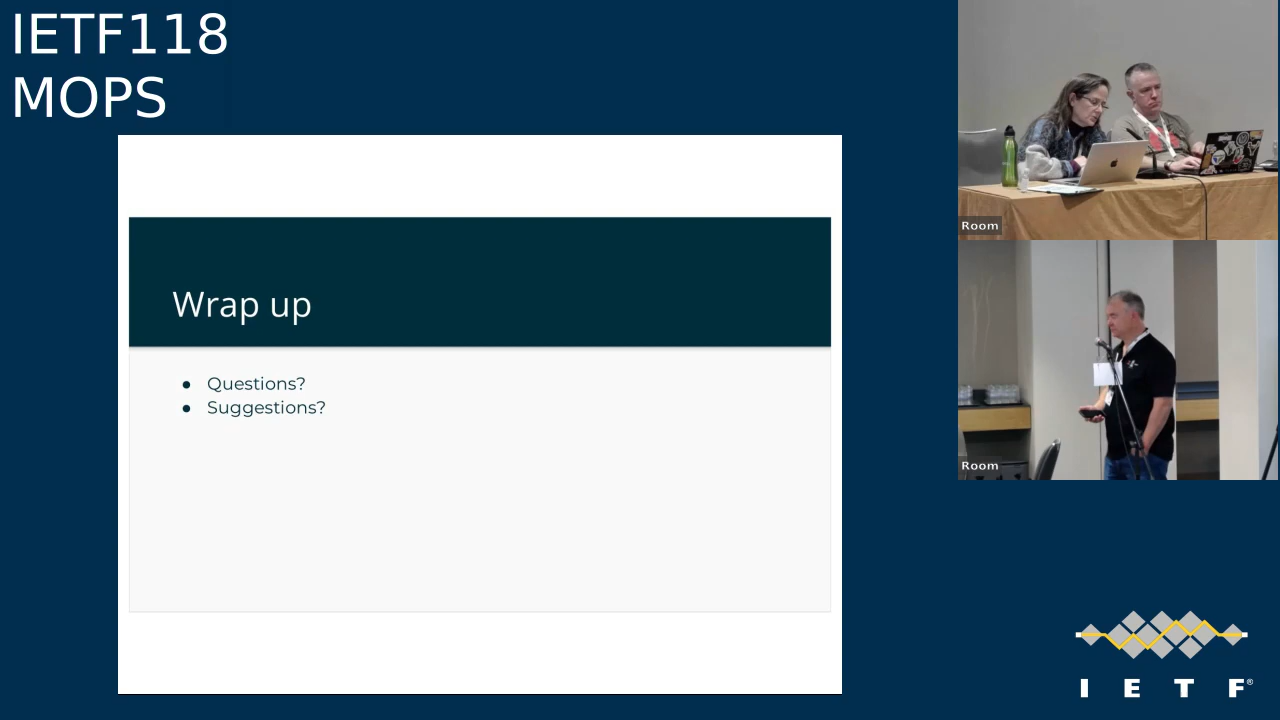 IETF118
MOPS
Wrap up
● Questions?
● Suggestions?
Room
Room
I E T F®